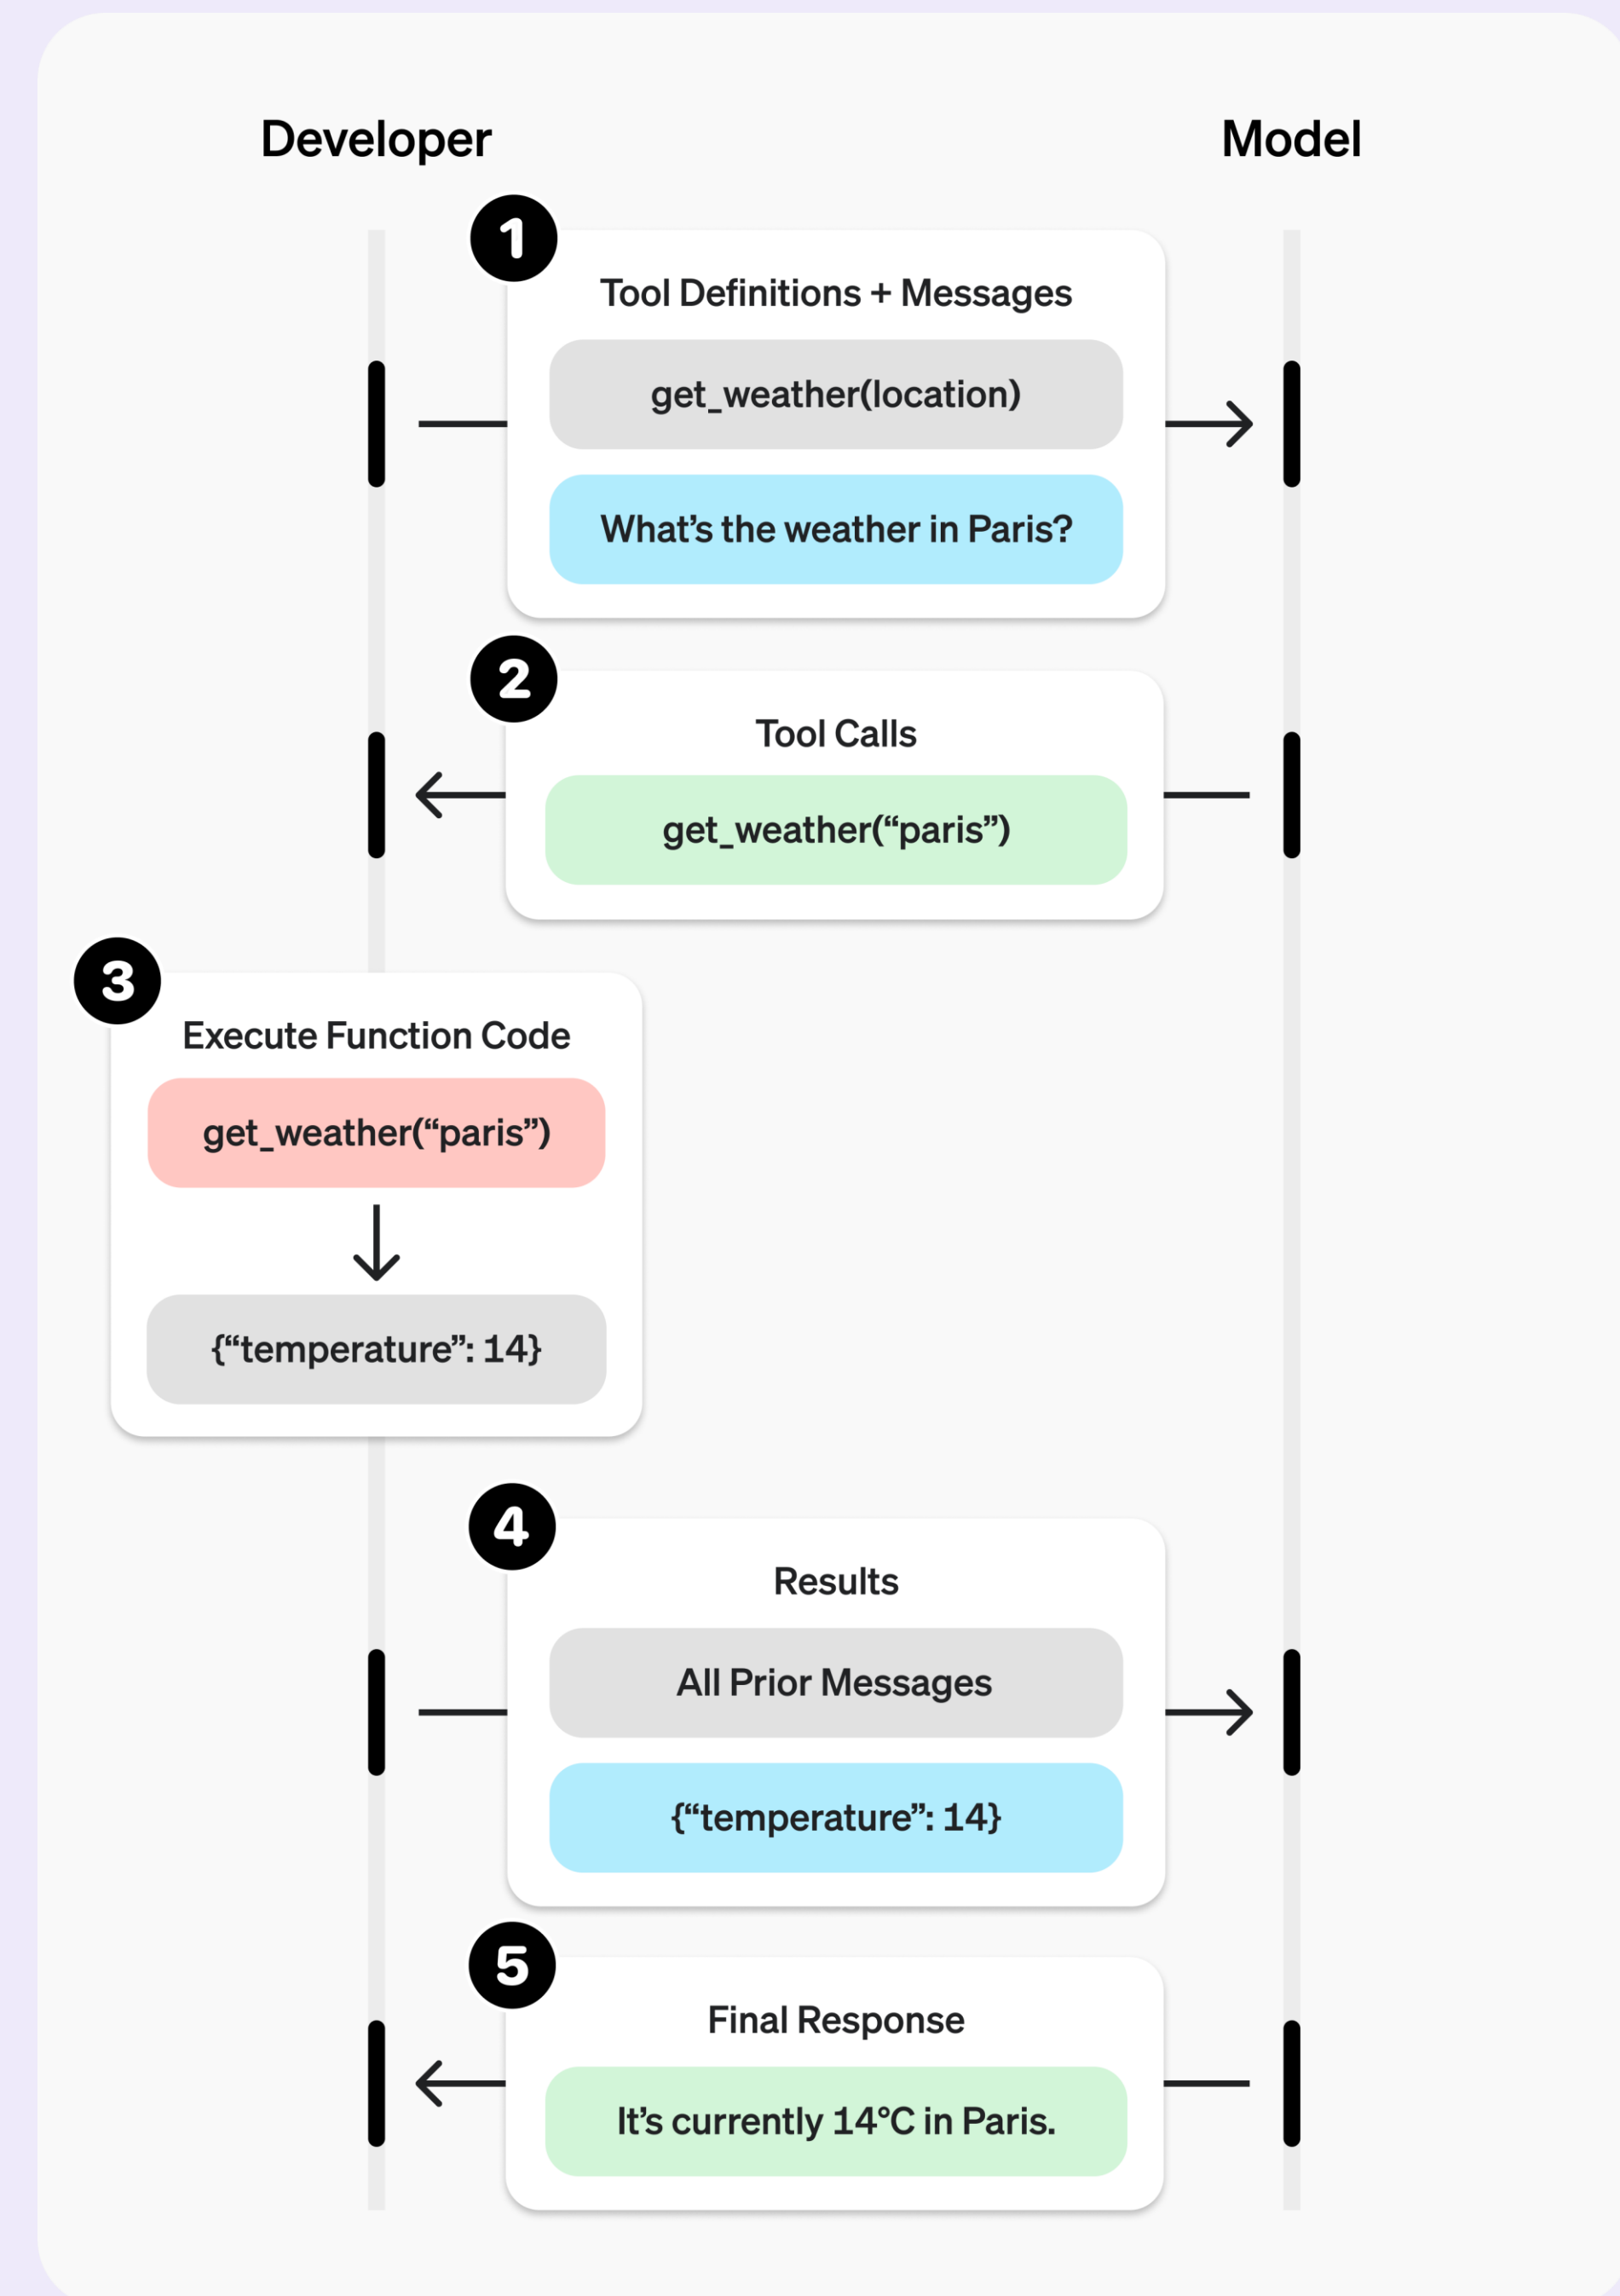 Developer
Model
1
Tool Definitions + Messages
get_weather(location)
What’s the weather in Paris?
2
Tool Calls
get_weather(“paris”)
3
Execute Function Code
get_weather(“paris”)
{“temperature”: 14}
4
Results
All Prior Messages
{“temperature”: 14}
5
Final Response
It’s currently 14°C in Paris.